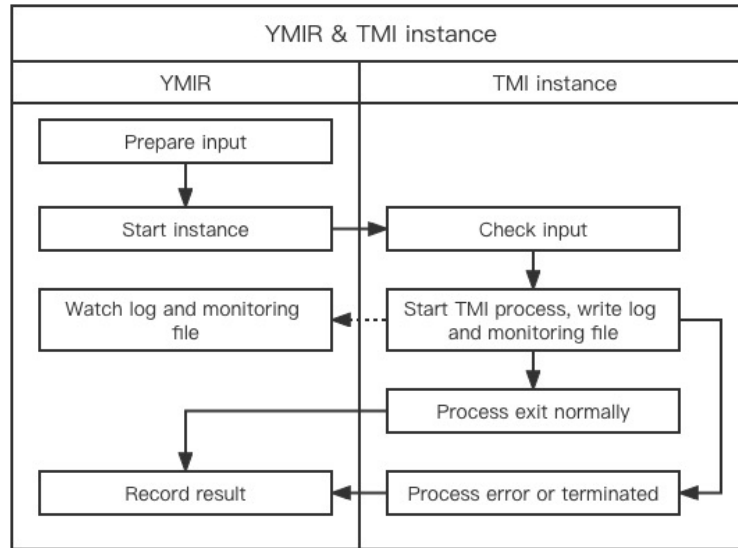 YMIR & TMI instance
YMIR
TMI instance
Prepare input
Start instance
Check input
Watch log and monitoring
file
Start TMI process, write log
and monitoring file
Process exit normally
Record result
Process error or terminated